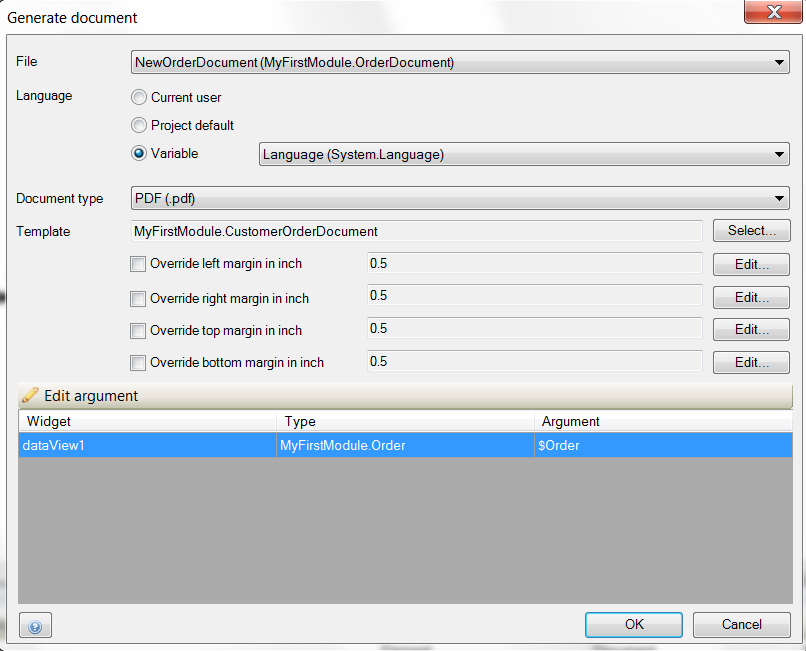 Generate document
File
NewOrderDocument (MyFirstModule.OrderDocument)
Language
Current user
Project default
Variable
Language (System.Language)
Document type
PDF (.pdf)
Template
MyFirstModule.CustomerOrderDocument
Select...
Override left margin in inch
0.5
Edit...
Override right margin in inch
0.5
Edit...
Override top margin in inch
0.5
Edit...
Override bottom margin in inch
0.5
Edit...
Edit argument
Widget
Type
Argument
dataView1
MyFirstModule.Order
$Order
OK
Cancel